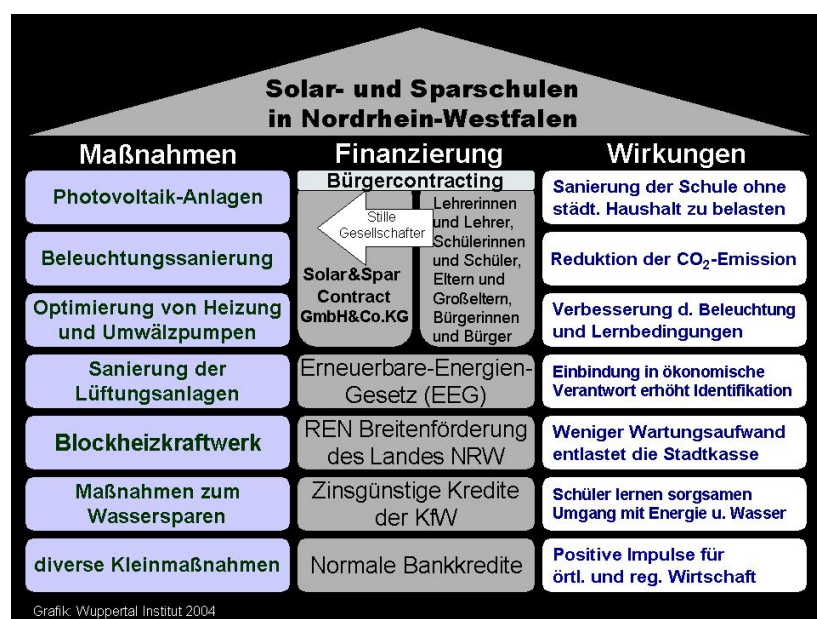 Solar- und Sparschulen
in Nordrhein-Westfalen
Maßnahmen
Photovoltaik-Anlagen
Beleuchtungssanierung
Optimierung von Heizung
und Umwälzpumpen
Sanierung der
Lüftungsanlagen
Blockheizkraftwerk
Maßnahmen zum
Wassersparen
diverse Kleinmaßnahmen
Finanzierung
Bürgercontracting
Stille
Gesellschafter
Solar&Spar
Contract
GmbH&Co.KG
Lehrerinnen
und Lehrer,
Schülerinnen
und Schüler,
Eltern und
Großeltern,
Bürgerinnen
und Bürger
Erneuerbare-Energien-
Gesetz (EEG)
REN Breitenförderung
des Landes NRW
Zinsgünstige Kredite
der KfW
Normale Bankkredite
Wirkungen
Sanierung der Schule ohne
städt. Haushalt zu belasten
Reduktion der CO₂-Emission
Verbesserung d. Beleuchtung
und Lernbedingungen
Einbindung in ökonomische
Verantwort erhöht Identifikation
Weniger Wartungsaufwand
entlastet die Stadtkasse
Schüler lernen sorgsamen
Umgang mit Energie u. Wasser
Positive Impulse für
örtl. und reg. Wirtschaft
Grafik: Wuppertal Institut 2004